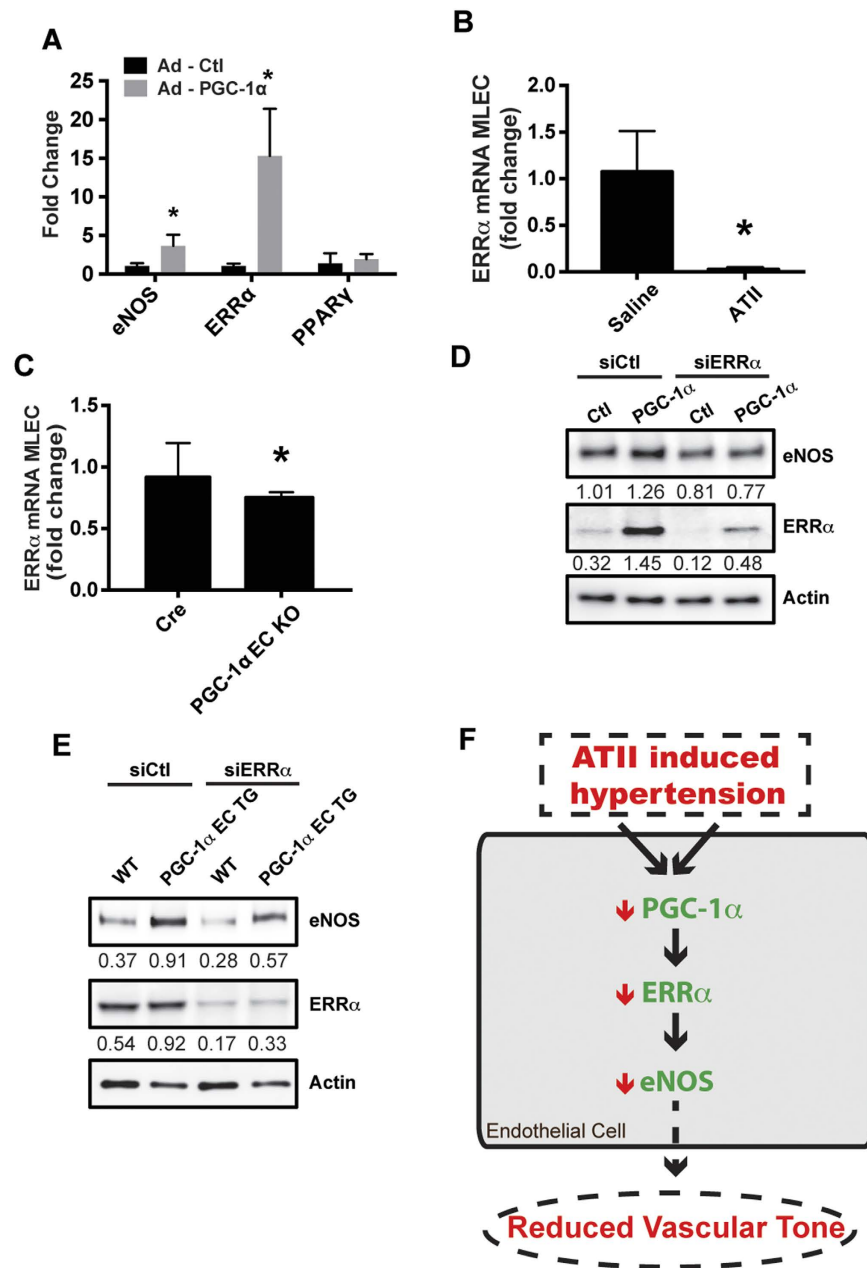 A
Ad - Ctl
Ad - PGC-1α
Fold Change
25
20
15
10
5
0
*
*
eNOS
ERRα
PPARγ
B
ERRα mRNA MLEC
(fold change)
2.0
1.5
1.0
0.5
0.0
*
Saline
ATII
C
ERRα mRNA MLEC
(fold change)
1.5
1.0
0.5
0.0
*
Cre
PGC-1α EC KO
D
siCtl siERRα
Ctl PGC-1α Ctl PGC-1α
eNOS
1.01 1.26 0.81 0.77
ERRα
0.32 1.45 0.12 0.48
Actin
E
siCtl siERRα
WT PGC-1α EC TG WT PGC-1α EC TG
eNOS
0.37 0.91 0.28 0.57
ERRα
0.54 0.92 0.17 0.33
Actin
F
ATII induced
hypertension
PGC-1α
ERRα
eNOS
Endothelial Cell
Reduced Vascular Tone